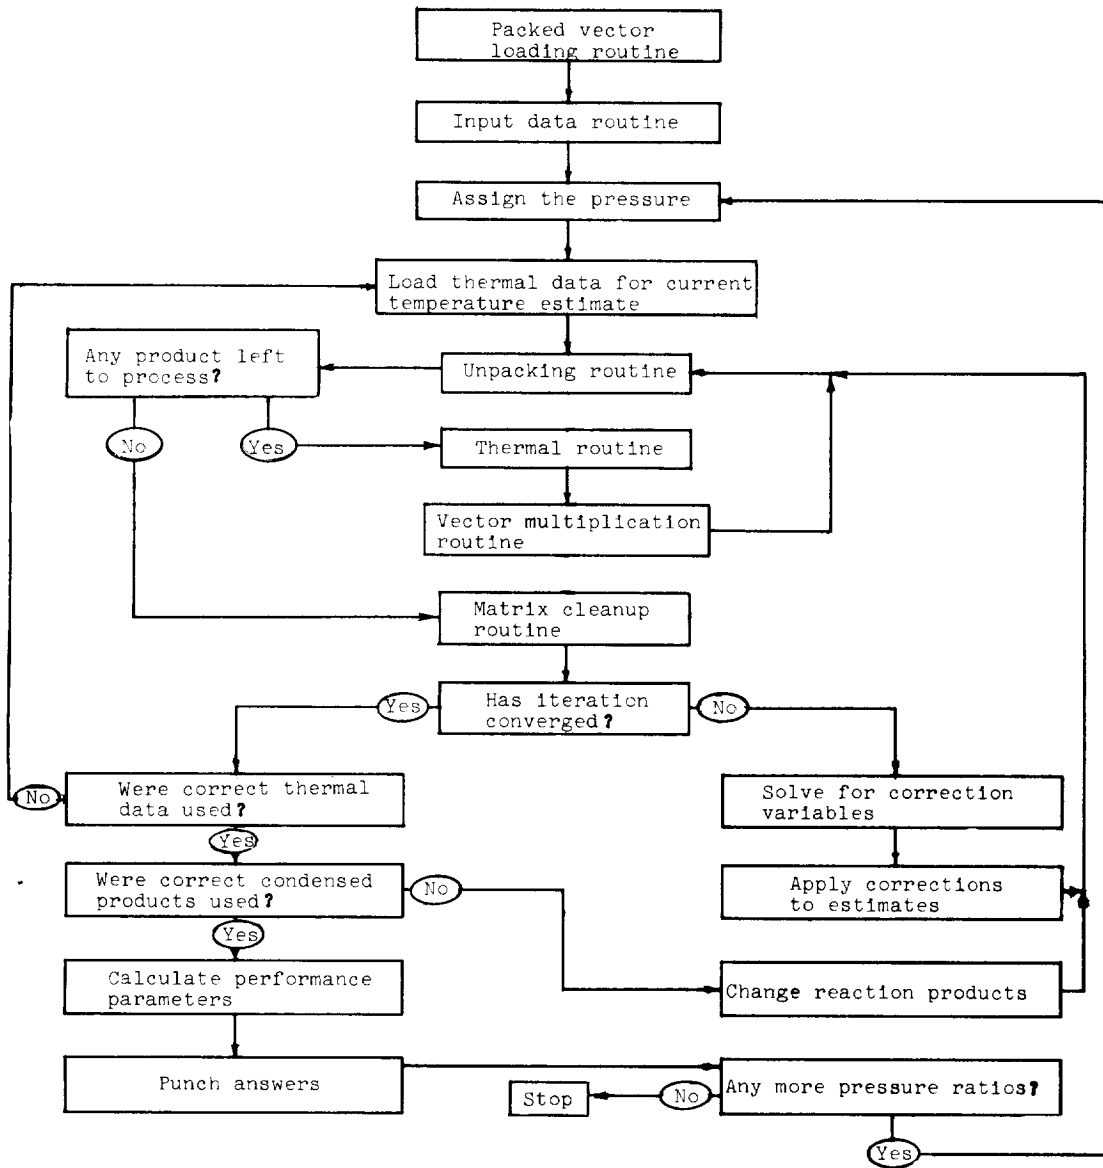 Packed vector
loading routine
Input data routine
Assign the pressure
Load thermal data for current
temperature estimate
Any product left
to process?
Unpacking routine
No
Yes
Thermal routine
Vector multiplication
routine
Matrix cleanup
routine
Has iteration
converged?
Yes
No
Were correct thermal
data used?
No
Yes
Solve for correction
variables
Were correct condensed
products used?
No
Yes
Apply corrections
to estimates
Calculate performance
parameters
Change reaction products
Punch answers
Any more pressure ratios?
No
Stop
Yes